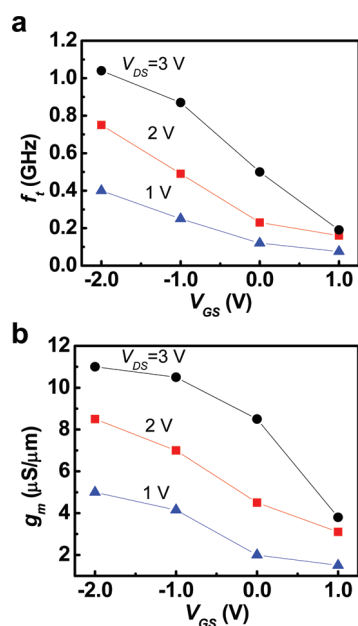 a
1.2
1.0
0.8
0.6
0.4
0.2
0.0
f_t (GHz)
V_DS=3 V
2 V
1 V
-2.0 -1.0 0.0 1.0
V_GS (V)
b
12
10
8
6
4
2
g_m (µS/µm)
V_DS=3 V
2 V
1 V
-2.0 -1.0 0.0 1.0
V_GS (V)